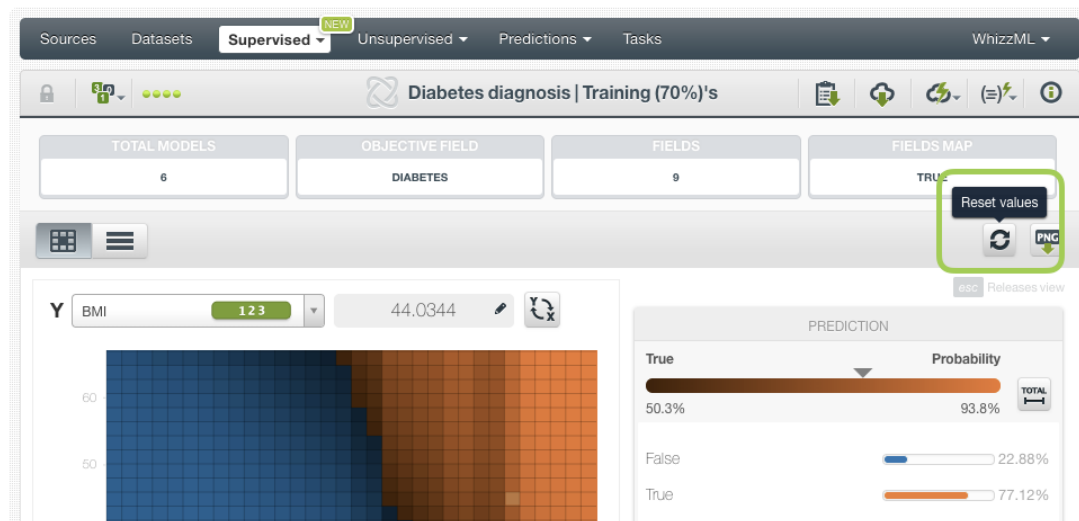 Sources Datasets Supervised NEW Unsupervised Predictions Tasks WhizzML
Diabetes diagnosis | Training (70%)'s (≡)
TOTAL MODELS OBJECTIVE FIELD FIELDS FIELDS MAP
6 DIABETES 9 TRUE
Reset values
PNG
esc Releases view
Y BMI 123 44.0344 Y X
PREDICTION
True Probability
TOTAL
50.3% 93.8%
60
50
False 22.88%
True 77.12%